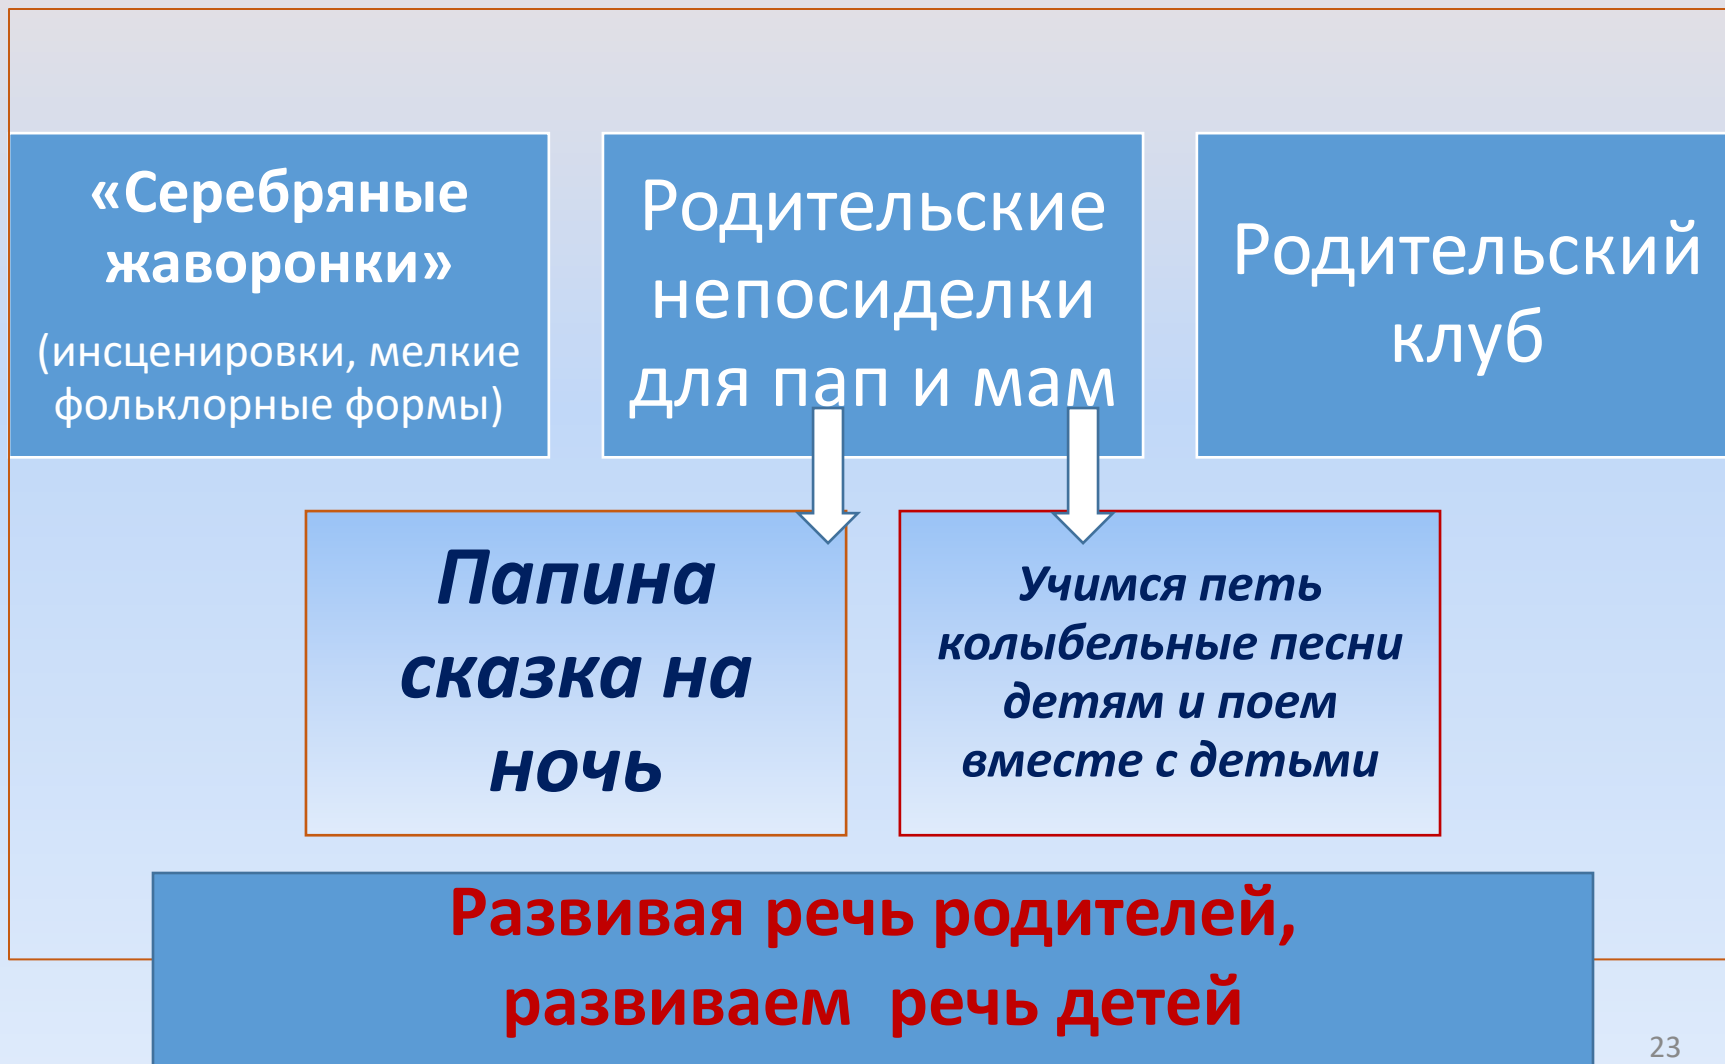 «Серебряные
жаворонки»
(инсценировки, мелкие
фольклорные формы)
Родительские
непосиделки
для пап и мам
Родительский
клуб
Папина
сказка на
ночь
Учимся петь
колыбельные песни
детям и поем
вместе с детьми
Развивая речь родителей,
развиваем  речь детей
23